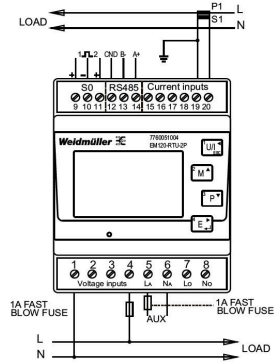 P1 L
LOAD S1
N
1 2 CND B- A+
+ - +
S0 RS485 Current inputs
9 10 11 12 13 14 15 16 17 18 19 20
Weidmüller 7760051004
EM120-RTU-2P
U/I ESC
M
P
E
1 2 3 4 5 6 7 8
Voltage inputs LA NA Lo No
1A FAST BLOW FUSE
AUX
1A FAST BLOW FUSE
L
LOAD
N